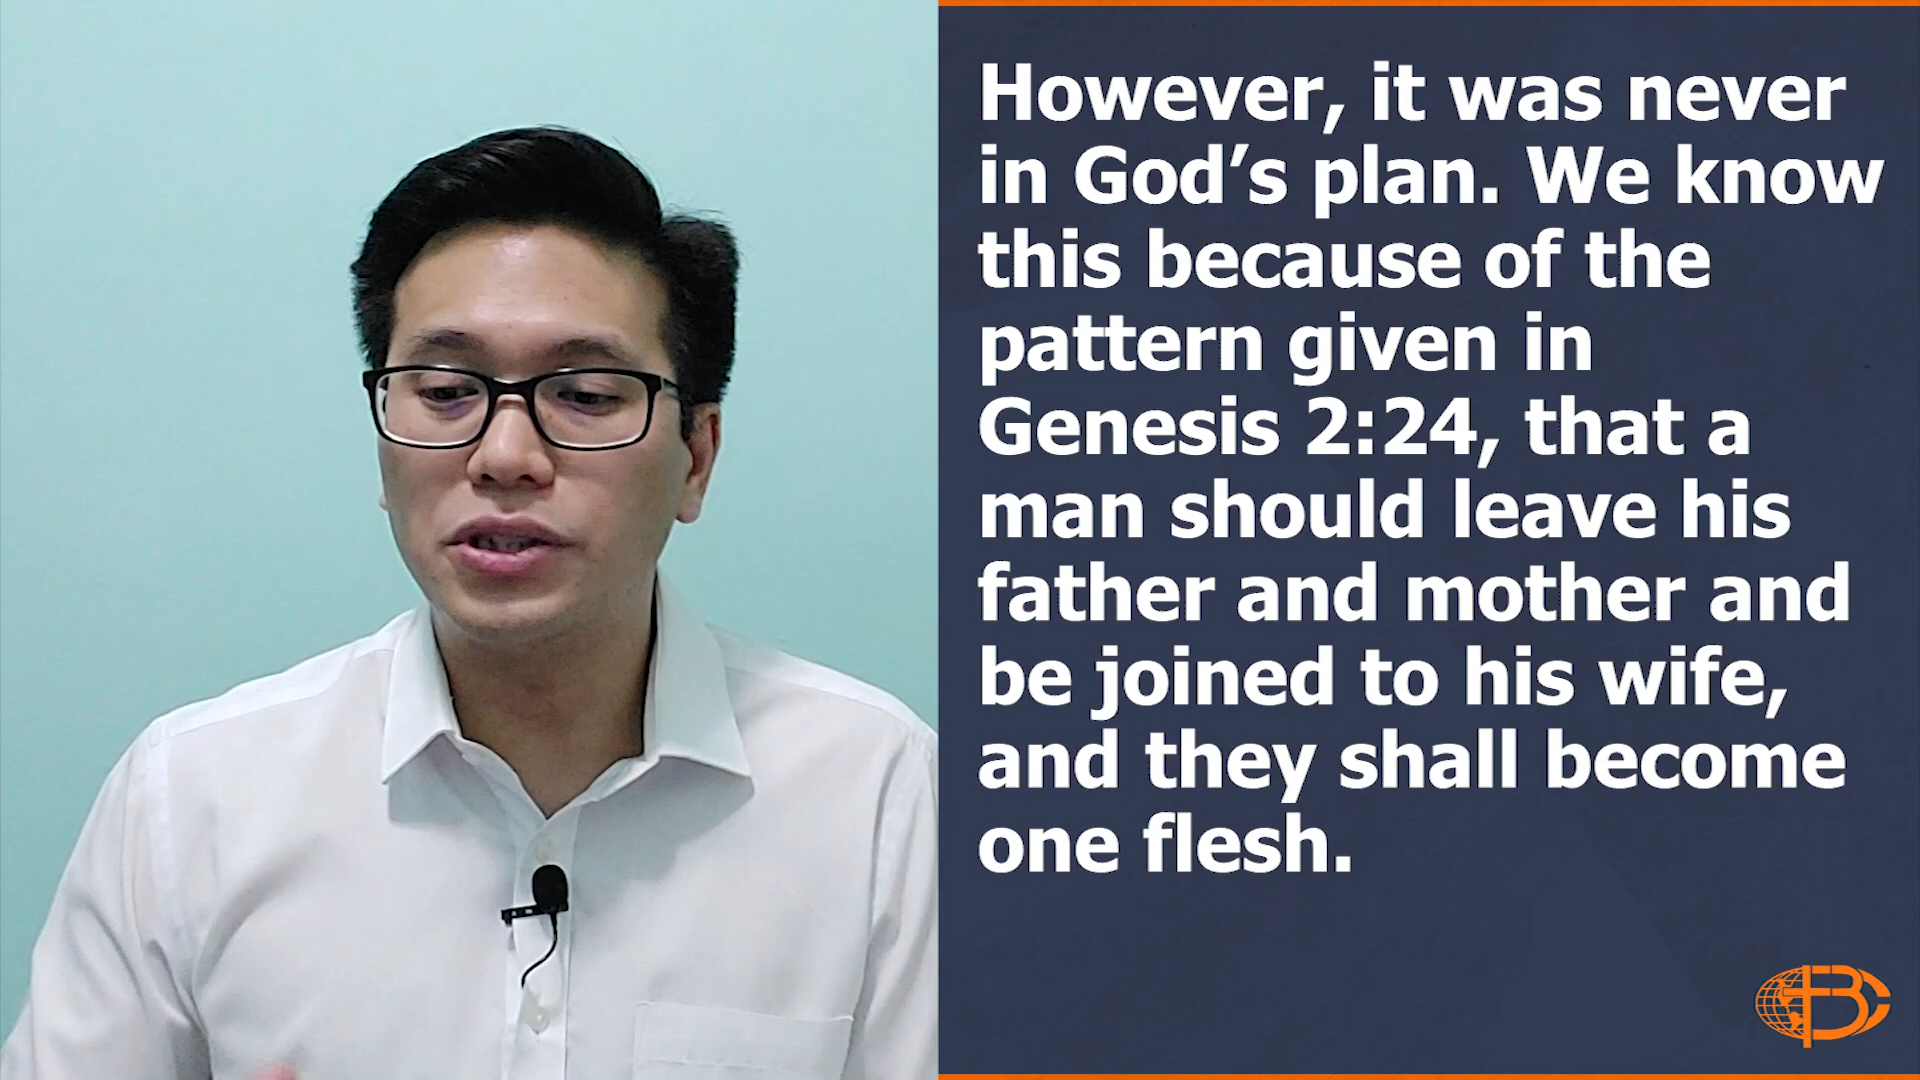 However, it was never
in God’s plan. We know
this because of the
pattern given in
Genesis 2:24, that a
man should leave his
father and mother and
be joined to his wife,
and they shall become
one flesh.
BC